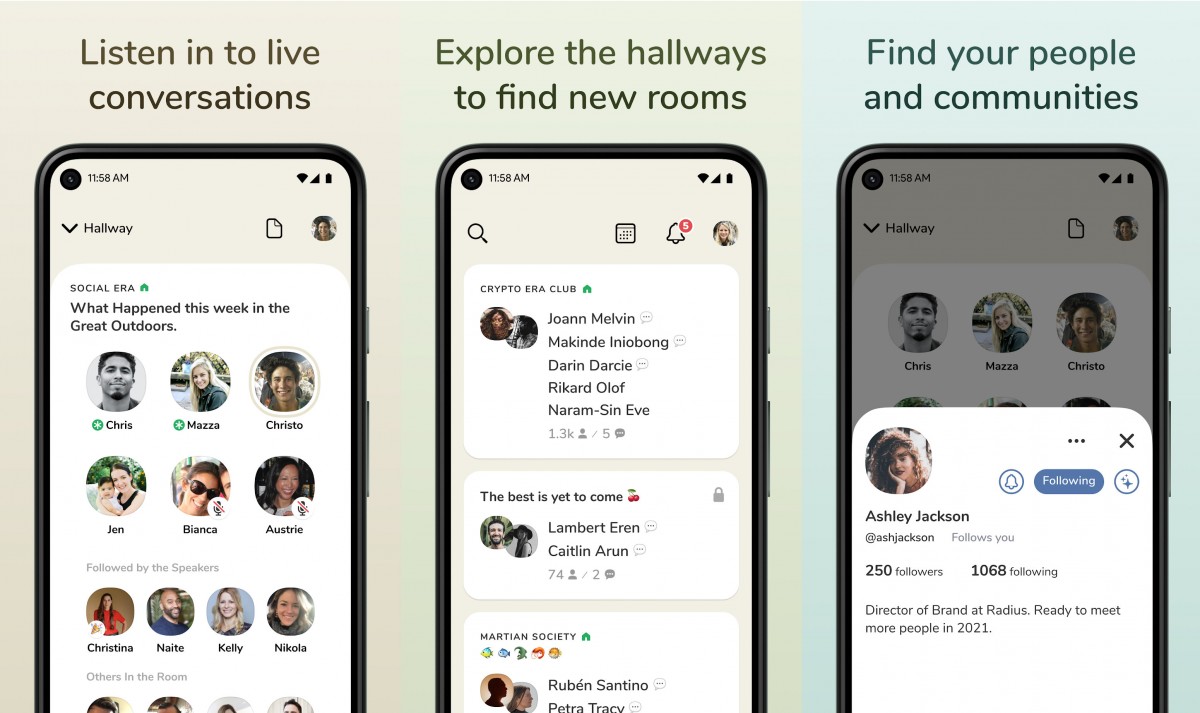 Listen in to live
conversations
11:58 AM
Hallway
SOCIAL ERA
What Happened this week in the
Great Outdoors.
Chris
Mazza
Christo
Jen
Bianca
Austrie
Followed by the Speakers
Christina
Naite
Kelly
Nikola
Others In the Room
Explore the hallways
to find new rooms
11:58 AM
5
CRYPTO ERA CLUB
Joann Melvin
Makinde Iniobong
Darin Darcie
Rikard Olof
Naram-Sin Eve
1.3k / 5
The best is yet to come
Lambert Eren
Caitlin Arun
74 / 2
MARTIAN SOCIETY
Rubén Santino
Petra Tracy
Find your people
and communities
11:58 AM
Hallway
Chris
Mazza
Christo
Following
Ashley Jackson
@ashjackson Follows you
250 followers 1068 following
Director of Brand at Radius. Ready to meet
more people in 2021.